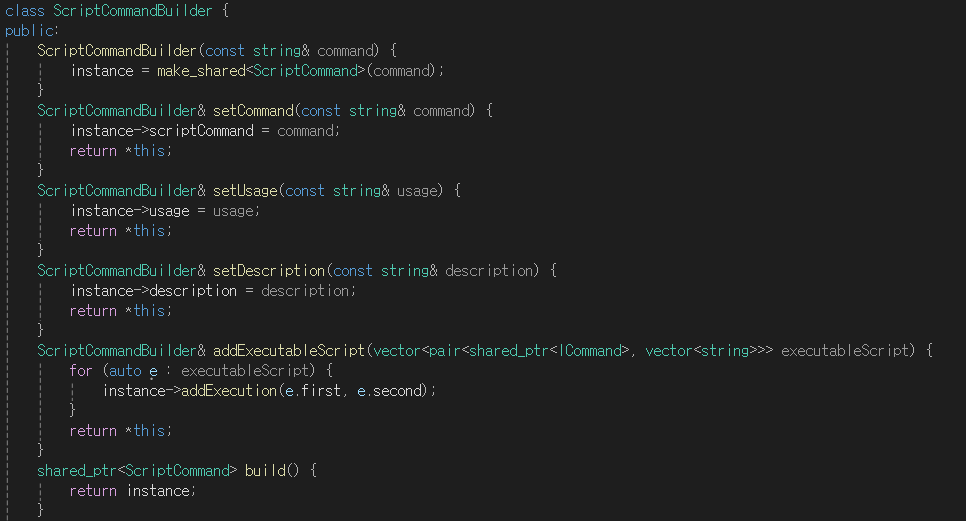 class ScriptCommandBuilder {
public:
    ScriptCommandBuilder(const string& command) {
        instance = make_shared<ScriptCommand>(command);
    }
    ScriptCommandBuilder& setCommand(const string& command) {
        instance->scriptCommand = command;
        return *this;
    }
    ScriptCommandBuilder& setUsage(const string& usage) {
        instance->usage = usage;
        return *this;
    }
    ScriptCommandBuilder& setDescription(const string& description) {
        instance->description = description;
        return *this;
    }
    ScriptCommandBuilder& addExecutableScript(vector<pair<shared_ptr<ICommand>, vector<string>>> executableScript) {
        for (auto e : executableScript) {
            instance->addExecution(e.first, e.second);
        }
        return *this;
    }
    shared_ptr<ScriptCommand> build() {
        return instance;
    }